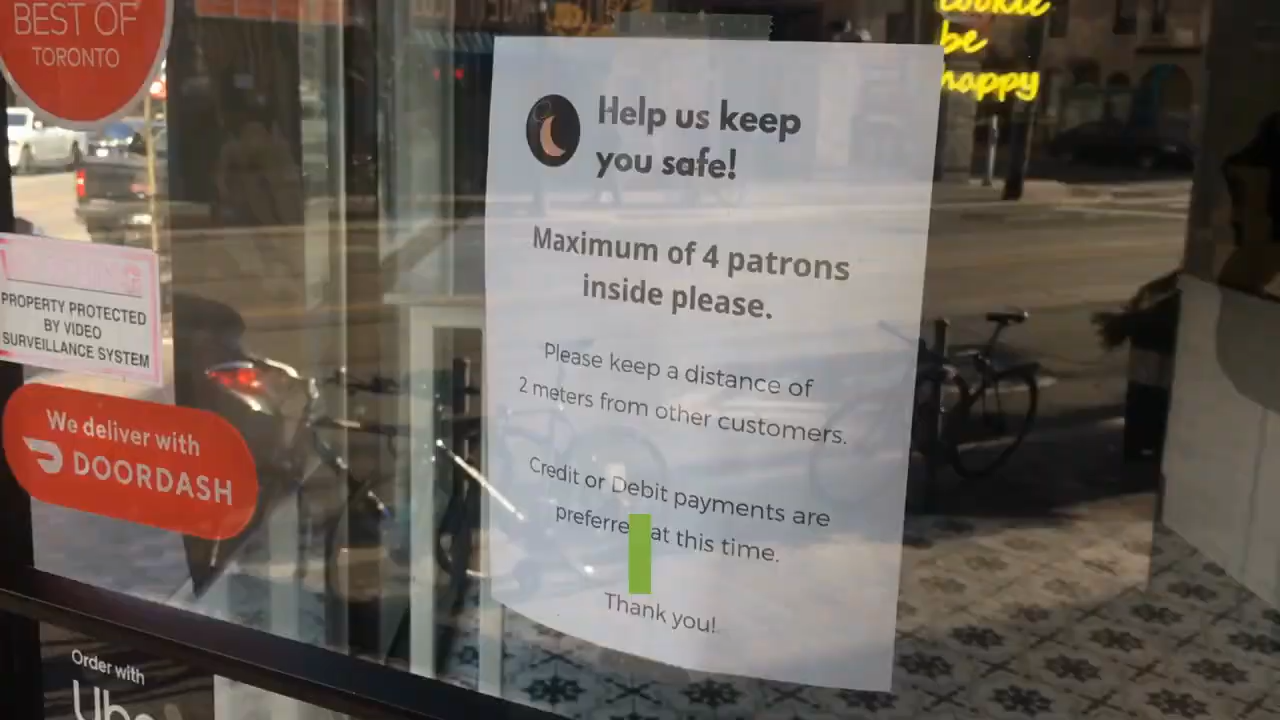 BEST OF
TORONTO
cookie
be
happy
Help us keep
you safe!
Maximum of 4 patrons
inside please.
Please keep a distance of
2 meters from other customers.
Credit or Debit payments are
preferre at this time.
Thank you!
PROPERTY PROTECTED
BY VIDEO
SURVEILLANCE SYSTEM
We deliver with
DOORDASH
Order with